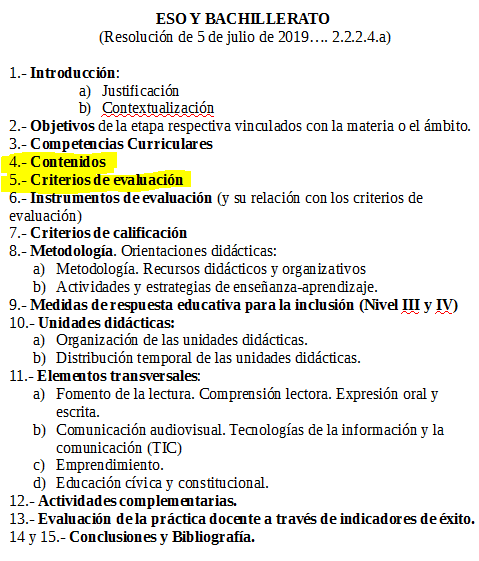 ESO Y BACHILLERATO
(Resolución de 5 de julio de 2019…. 2.2.2.4.a)
1.- Introducción:
a) Justificación
b) Contextualización
2.- Objetivos de la etapa respectiva vinculados con la materia o el ámbito.
3.- Competencias Curriculares
4.- Contenidos
5.- Criterios de evaluación
6.- Instrumentos de evaluación (y su relación con los criterios de
evaluación)
7.- Criterios de calificación
8.- Metodología. Orientaciones didácticas:
a) Metodología. Recursos didácticos y organizativos
b) Actividades y estrategias de enseñanza-aprendizaje.
9.- Medidas de respuesta educativa para la inclusión (Nivel III y IV)
10.- Unidades didácticas:
a) Organización de las unidades didácticas.
b) Distribución temporal de las unidades didácticas.
11.- Elementos transversales:
a) Fomento de la lectura. Comprensión lectora. Expresión oral y
escrita.
b) Comunicación audiovisual. Tecnologías de la información y la
comunicación (TIC)
c) Emprendimiento.
d) Educación cívica y constitucional.
12.- Actividades complementarias.
13.- Evaluación de la práctica docente a través de indicadores de éxito.
14 y 15.- Conclusiones y Bibliografía.